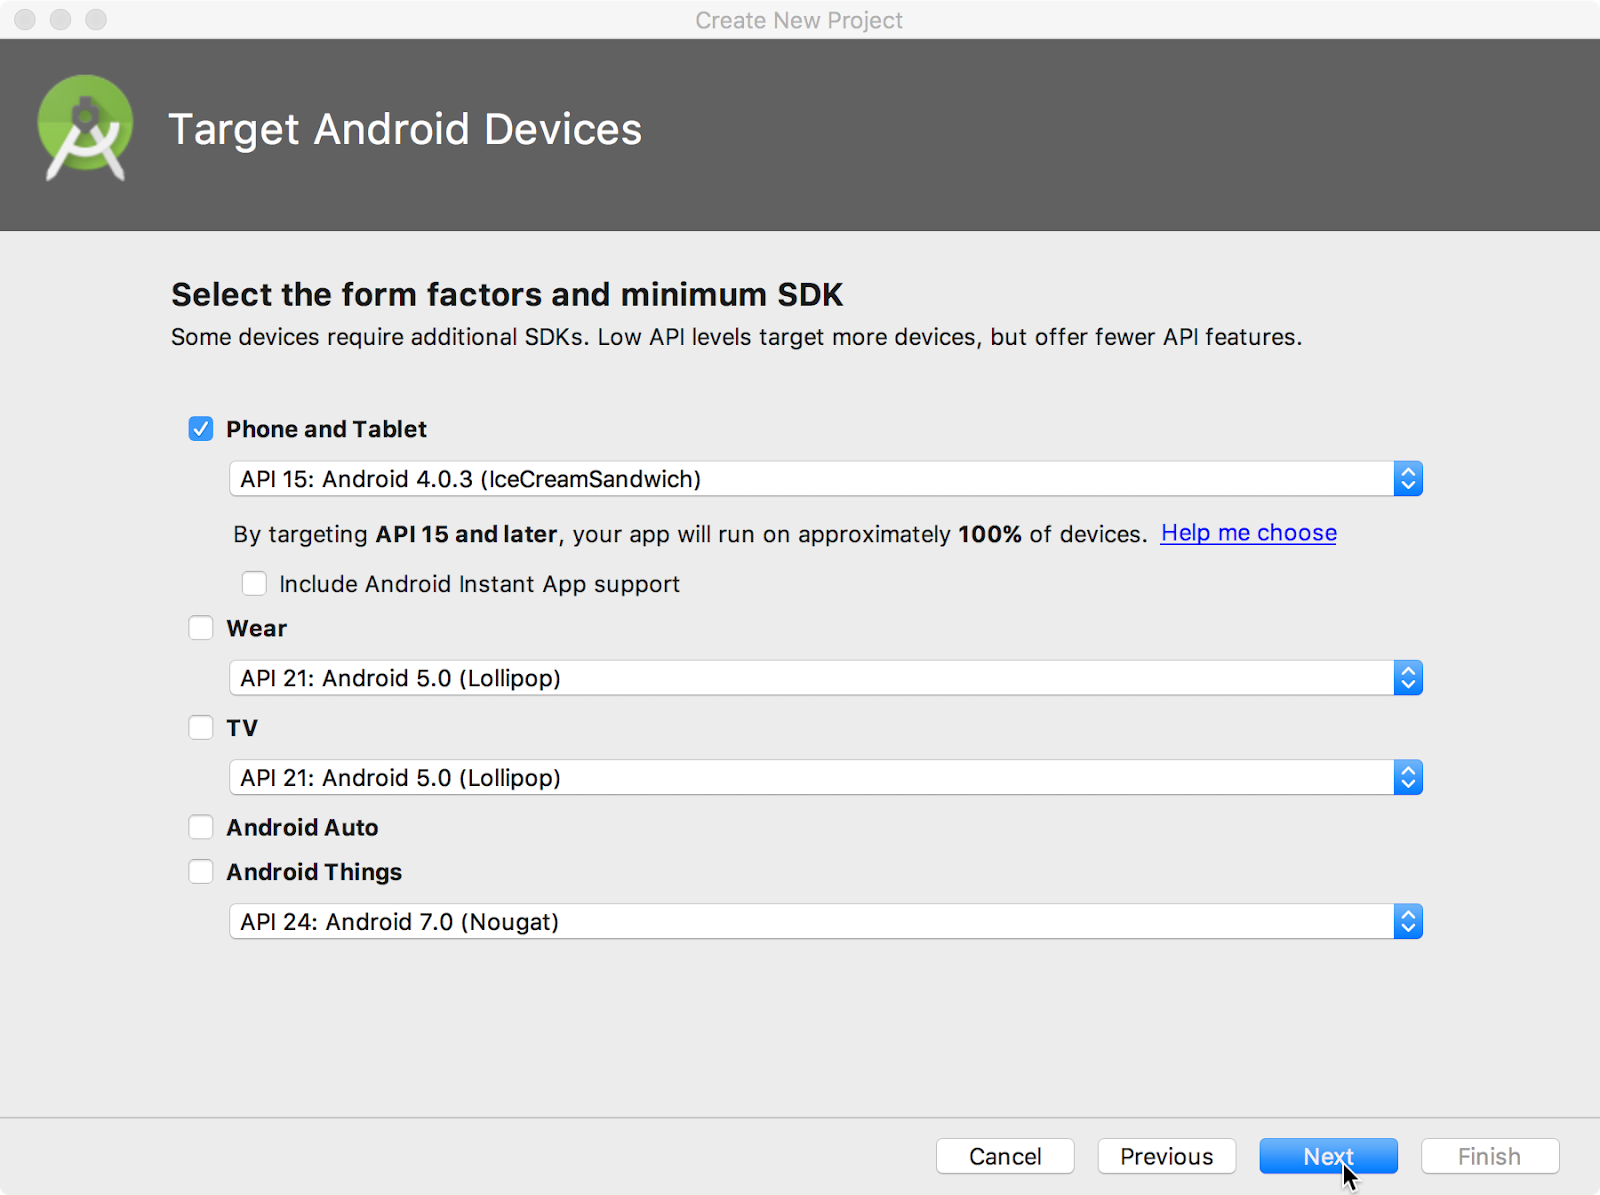 Create New Project
Target Android Devices
Select the form factors and minimum SDK
Some devices require additional SDKs. Low API levels target more devices, but offer fewer API features.
Phone and Tablet
API 15: Android 4.0.3 (IceCreamSandwich)
By targeting API 15 and later, your app will run on approximately 100% of devices. Help me choose
Include Android Instant App support
Wear
API 21: Android 5.0 (Lollipop)
TV
API 21: Android 5.0 (Lollipop)
Android Auto
Android Things
API 24: Android 7.0 (Nougat)
Cancel Previous Next Finish